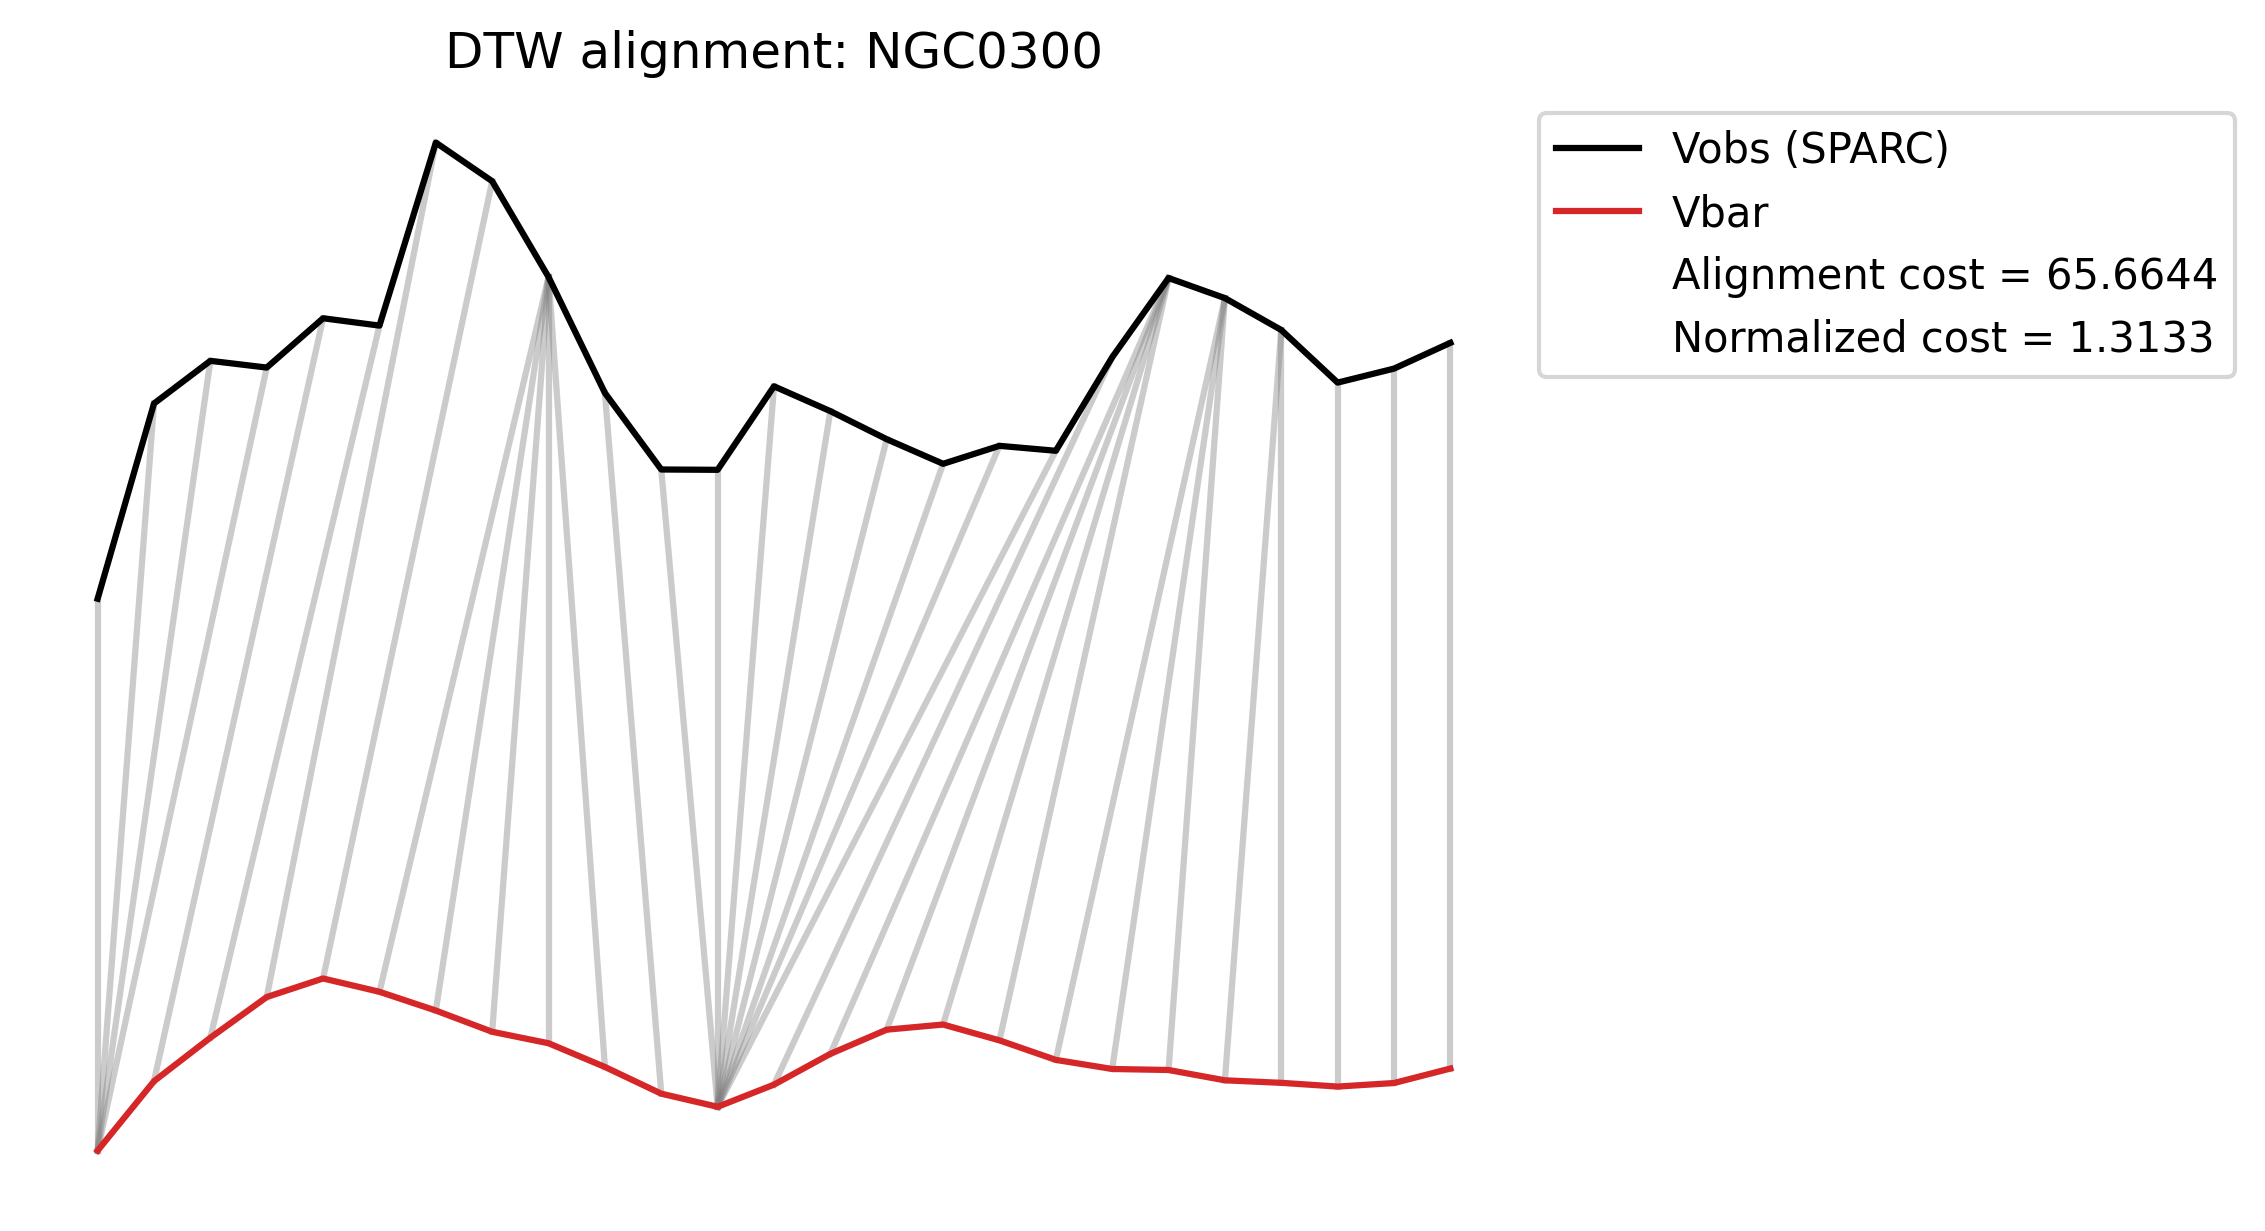 DTW alignment: NGC0300
Vobs (SPARC)
Vbar
Alignment cost = 65.6644
Normalized cost = 1.3133